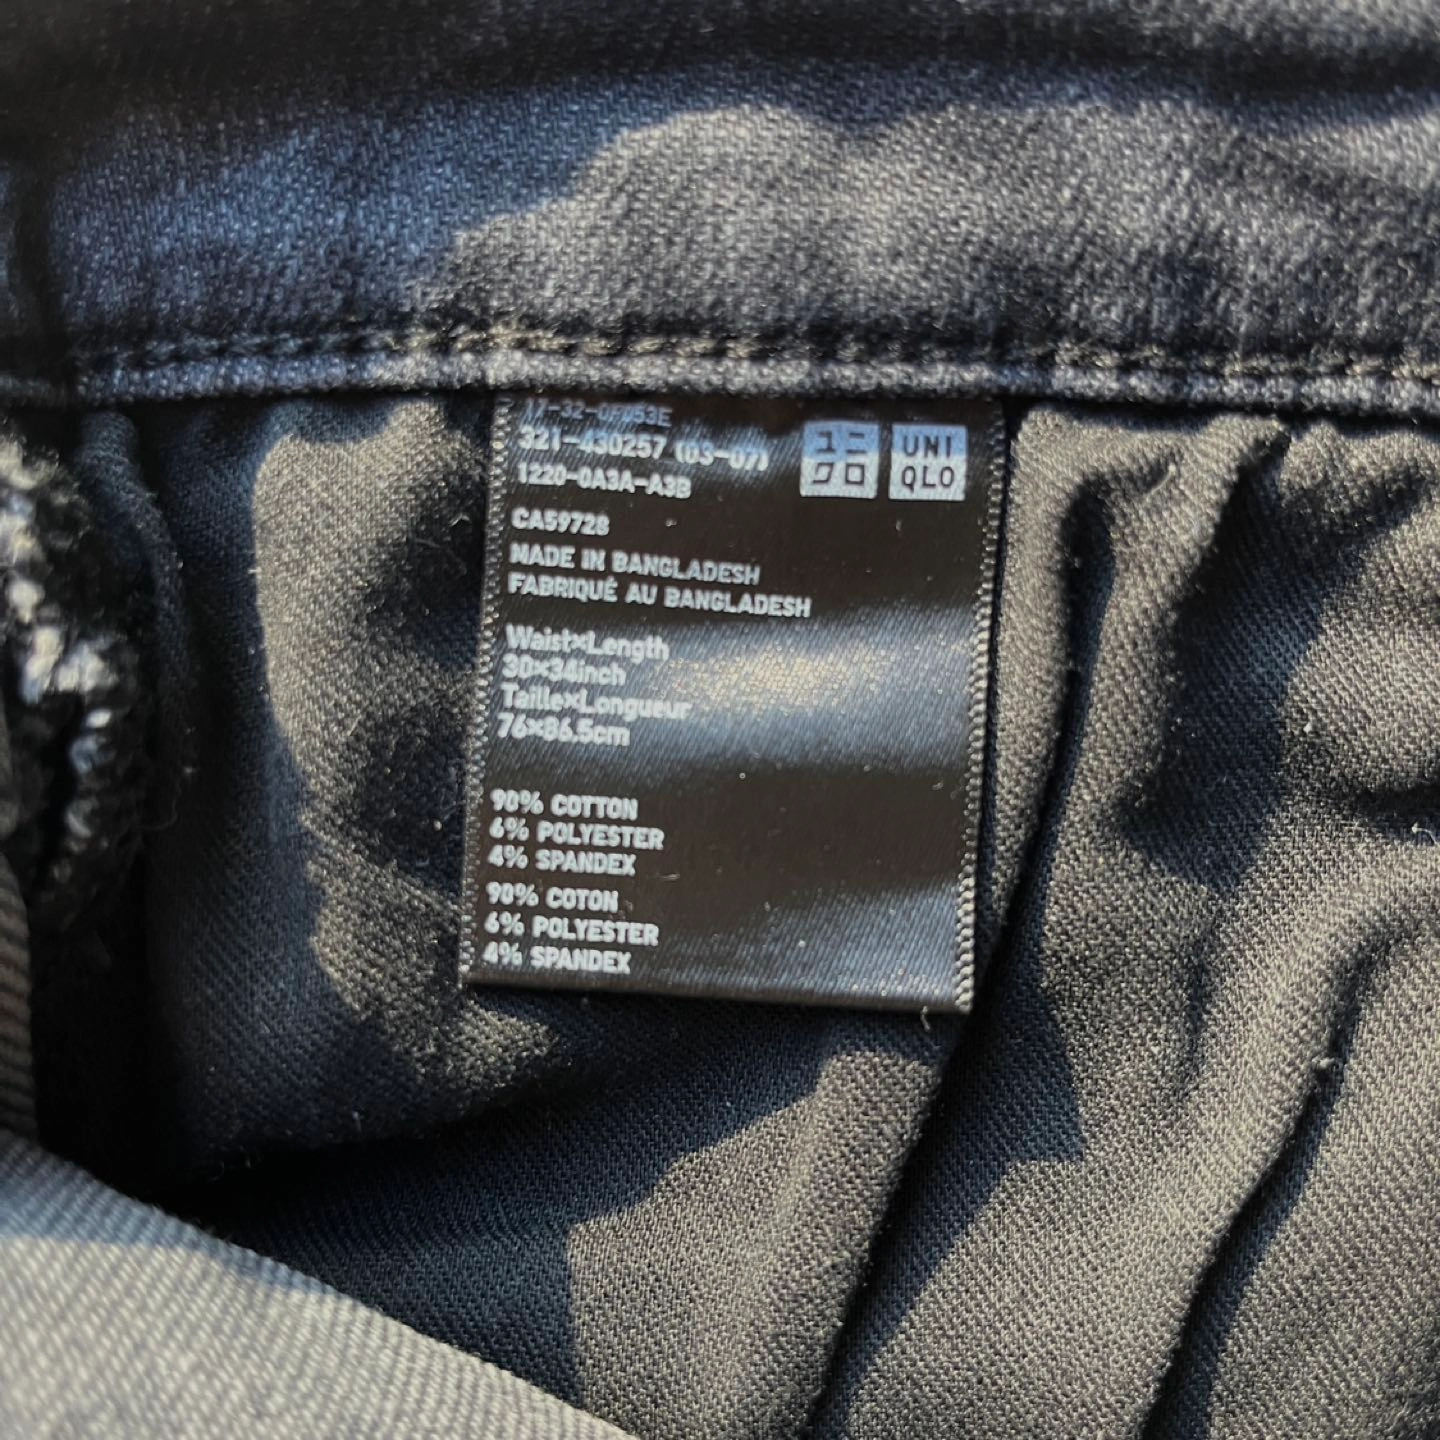 321-430257 (03-07)
1220-0A3A-A3B
ユニ
クロ
UNI
QLO
CA59728
MADE IN BANGLADESH
FABRIQUÉ AU BANGLADESH
Waist×Length
30×34inch
Taille×Longueur
76×86.5cm
90% COTTON
6% POLYESTER
4% SPANDEX
90% COTON
6% POLYESTER
4% SPANDEX